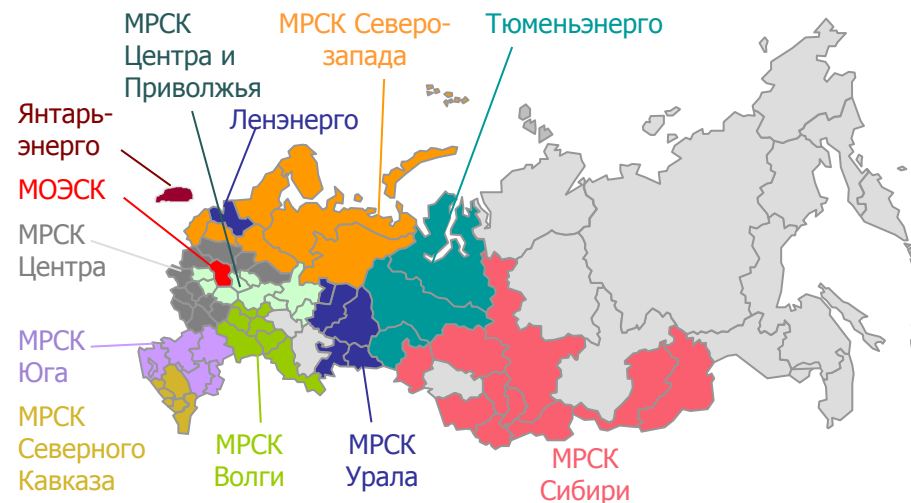 МРСК
Центра и
Приволжья
МРСК Северо-
запада
Тюменьэнерго
Янтарь-
энерго
Ленэнерго
МОЭСК
МРСК
Центра
МРСК
Юга
МРСК
Северного
Кавказа
МРСК
Волги
МРСК
Урала
МРСК
Сибири